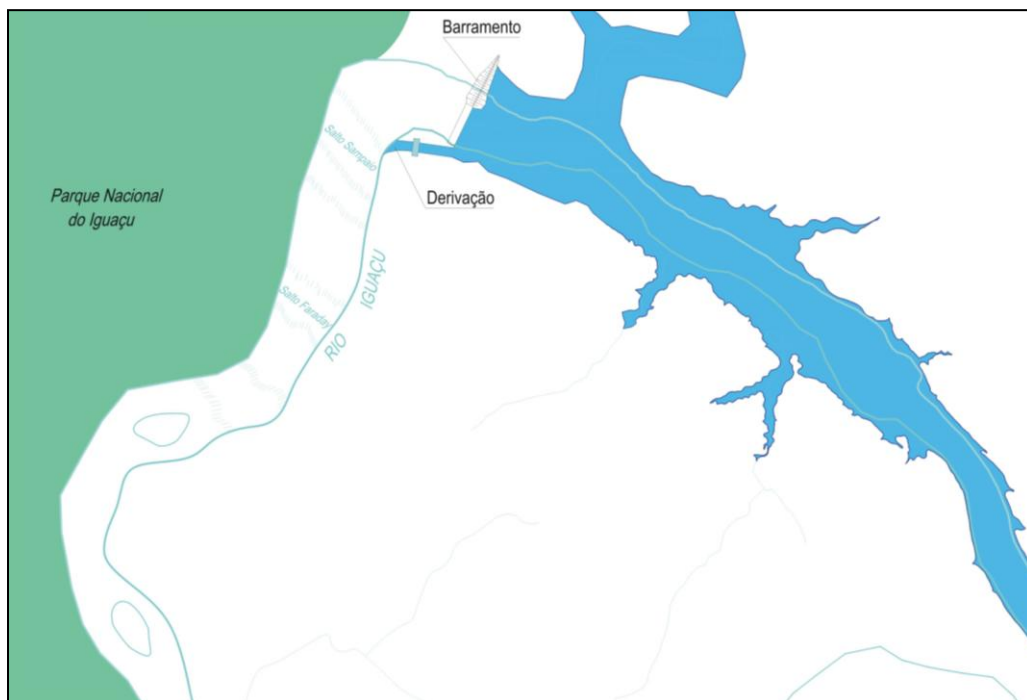 Barramento
Salto Sampaio
Parque Nacional
do Iguaçu
Derivação
RIO IGUAÇU
Salto Faraday